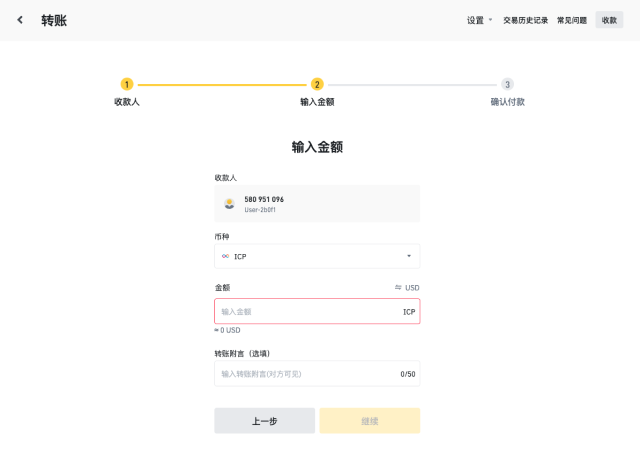 转账
设置 交易历史记录 常见问题 收款
1 2 3
收款人 输入金额 确认付款
输入金额
收款人
580 951 096
User-2b0f1
币种
ICP
金额 USD
输入金额 ICP
≈ 0 USD
转账附言（选填）
输入转账附言(对方可见) 0/50
上一步 继续